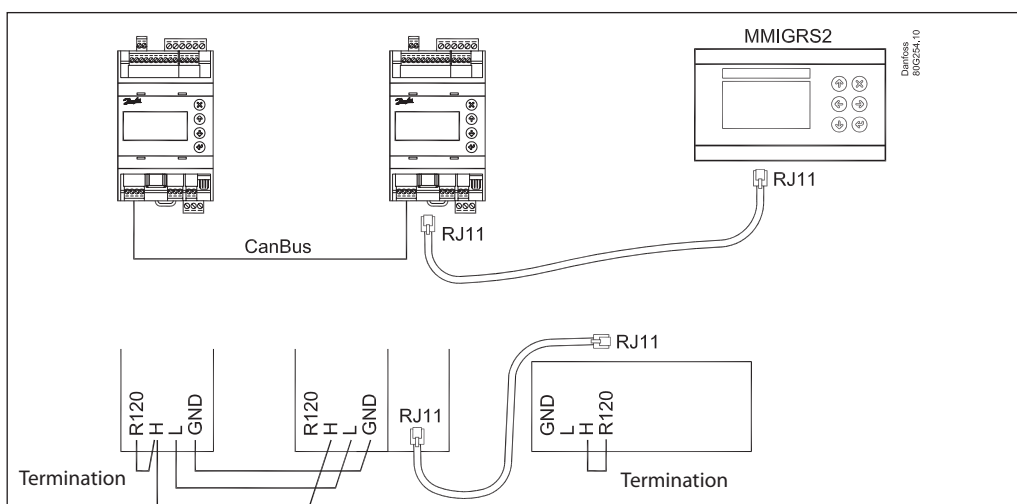 MMIGRS2
Danfoss
80G254.10
RJ11
CanBus
RJ11
RJ11
R120
H
L
GND
R120
H
L
GND
RJ11
GND
L
H
R120
Termination
Termination